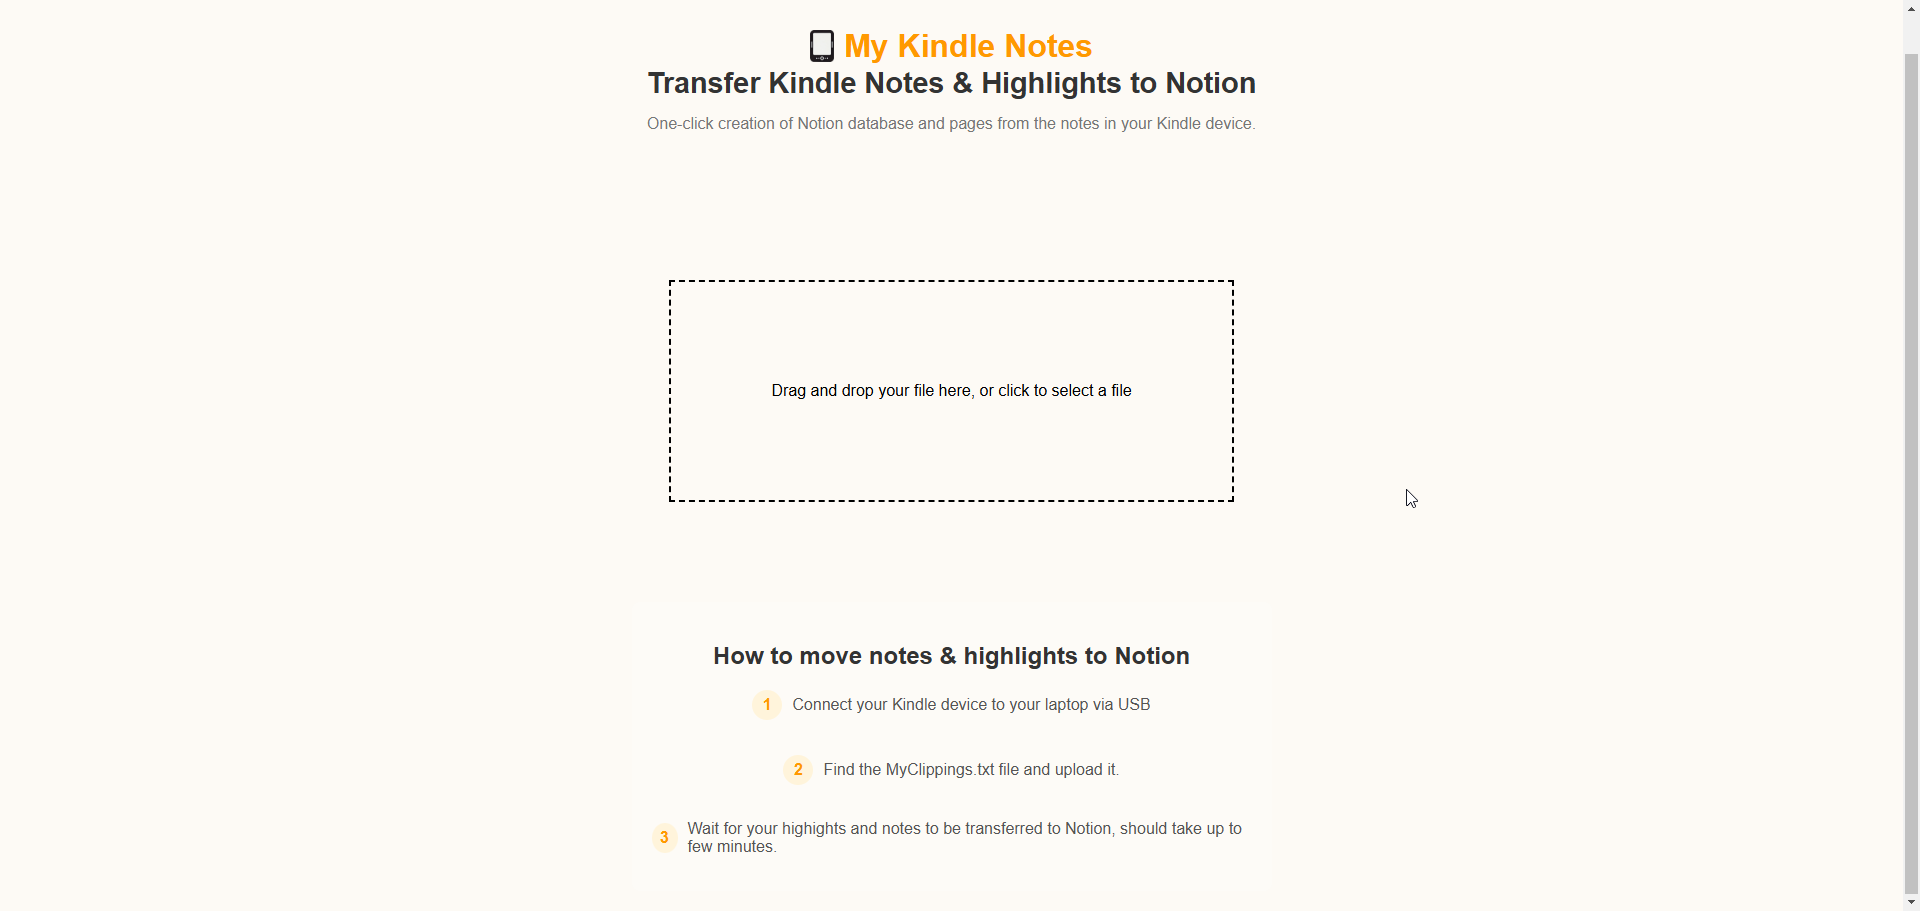 My Kindle Notes
Transfer Kindle Notes & Highlights to Notion
One-click creation of Notion database and pages from the notes in your Kindle device.
Drag and drop your file here, or click to select a file
How to move notes & highlights to Notion
1 Connect your Kindle device to your laptop via USB
2 Find the MyClippings.txt file and upload it.
3 Wait for your highights and notes to be transferred to Notion, should take up to
few minutes.